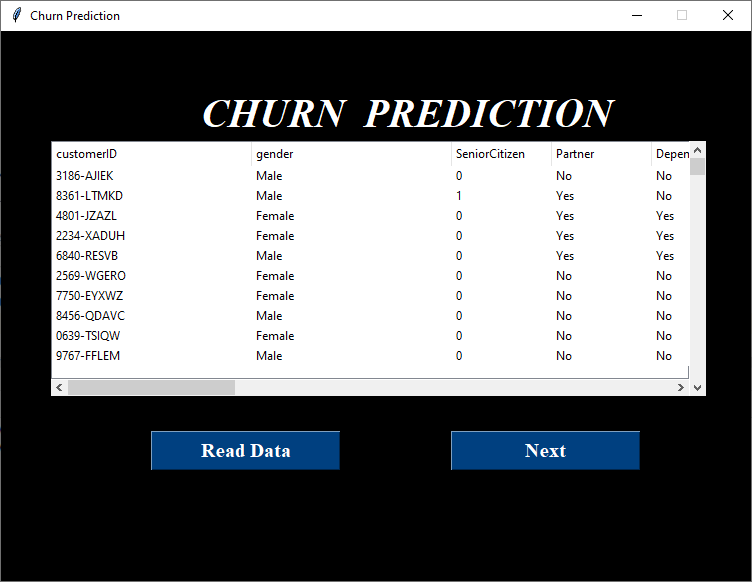 Churn Prediction
CHURN PREDICTION
customerID gender SeniorCitizen Partner Depen
3186-AJIEK Male 0 No No
8361-LTMKD Male 1 Yes No
4801-JZAZL Female 0 Yes Yes
2234-XADUH Female 0 Yes Yes
6840-RESVB Male 0 Yes Yes
2569-WGERO Female 0 No No
7750-EYXWZ Female 0 No No
8456-QDAVC Male 0 No No
0639-TSIQW Female 0 No No
9767-FFLEM Male 0 No No
Read Data Next